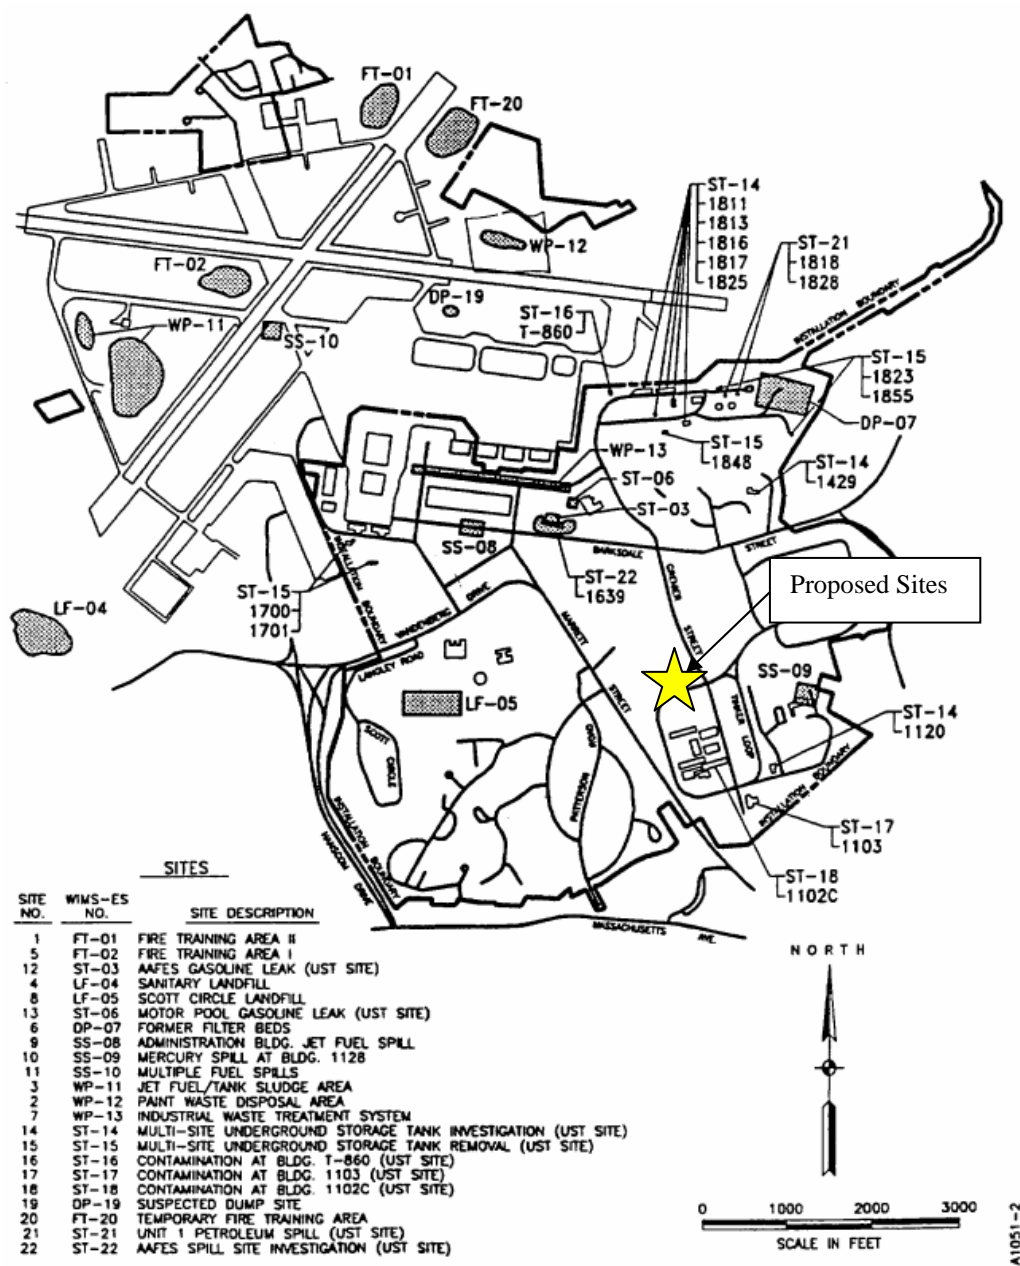 FT-01
FT-20
ST-14
1811
1813
1816
1817
1825
ST-21
1818
1828
WP-12
FT-02
DP-19
ST-16
T-860
INSTALLATION BOUNDARY
WP-11
SS-10
ST-15
1823
1855
DP-07
ST-15
1848
WP-13
ST-14
1429
ST-06
ST-03
SS-08
BARKSDALE STREET
ST-22
1639
GRENIER STREET
Proposed Sites
INSTALLATION BOUNDARY
ST-15
1700
1701
LF-04
VANDENBERG DRIVE
MARRETT STREET
LANGLEY ROAD
SS-09
LF-05
THALER LOOP
ST-14
1120
SCOTT CIRCLE
PATTERSON ROAD
INSTALLATION BOUNDARY
ST-17
1103
INSTALLATION BOUNDARY
HANSCOM DRIVE
ST-18
1102C
MASSACHUSETTS AVE.
SITES
SITE NO. WIMS-ES NO. SITE DESCRIPTION
1 FT-01 FIRE TRAINING AREA II
5 FT-02 FIRE TRAINING AREA I
12 ST-03 AAFES GASOLINE LEAK (UST SITE)
4 LF-04 SANITARY LANDFILL
8 LF-05 SCOTT CIRCLE LANDFILL
13 ST-06 MOTOR POOL GASOLINE LEAK (UST SITE)
6 DP-07 FORMER FILTER BEDS
9 SS-08 ADMINISTRATION BLDG. JET FUEL SPILL
10 SS-09 MERCURY SPILL AT BLDG. 1128
11 SS-10 MULTIPLE FUEL SPILLS
3 WP-11 JET FUEL/TANK SLUDGE AREA
2 WP-12 PAINT WASTE DISPOSAL AREA
7 WP-13 INDUSTRIAL WASTE TREATMENT SYSTEM
14 ST-14 MULTI-SITE UNDERGROUND STORAGE TANK INVESTIGATION (UST SITE)
15 ST-15 MULTI-SITE UNDERGROUND STORAGE TANK REMOVAL (UST SITE)
16 ST-16 CONTAMINATION AT BLDG. T-860 (UST SITE)
17 ST-17 CONTAMINATION AT BLDG. 1103 (UST SITE)
18 ST-18 CONTAMINATION AT BLDG. 1102C (UST SITE)
19 DP-19 SUSPECTED DUMP SITE
20 FT-20 TEMPORARY FIRE TRAINING AREA
21 ST-21 UNIT 1 PETROLEUM SPILL (UST SITE)
22 ST-22 AAFES SPILL SITE INVESTIGATION (UST SITE)
NORTH
0 1000 2000 3000
SCALE IN FEET
A1051-2